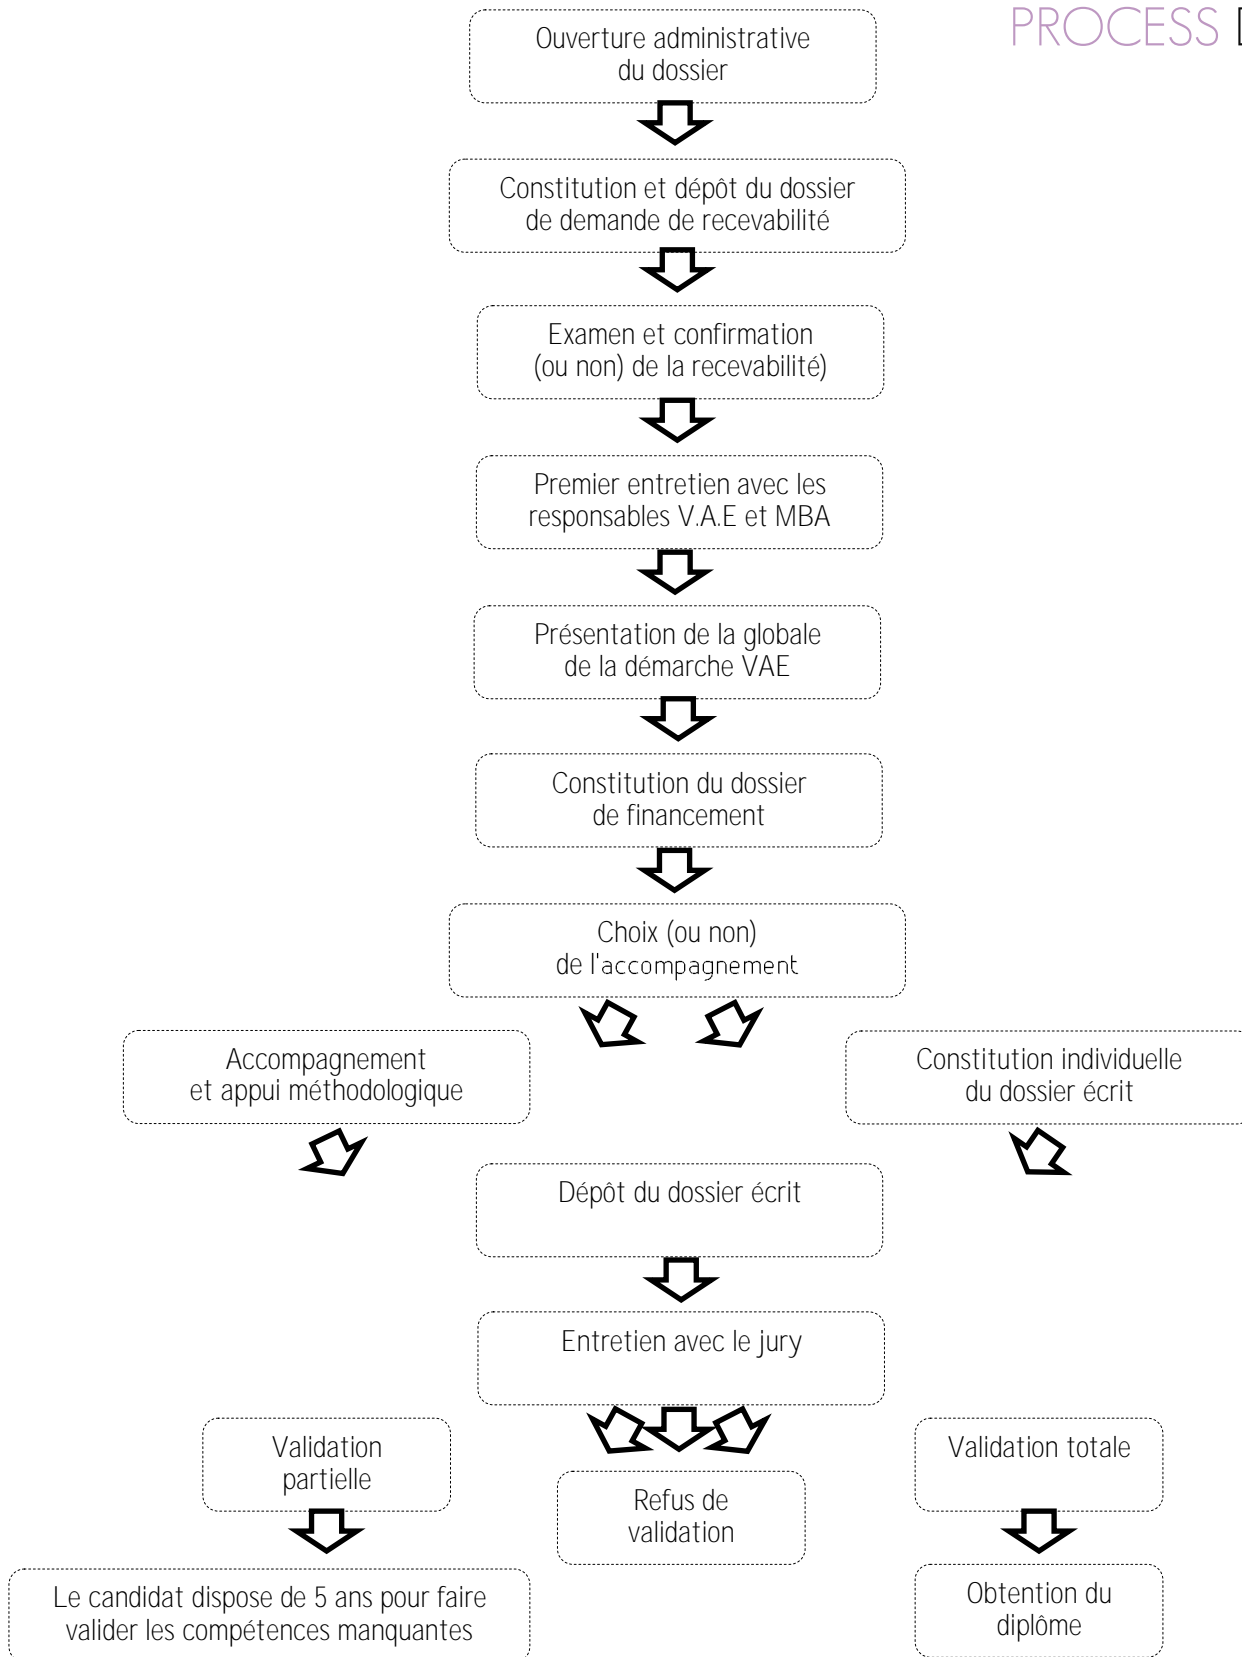 PROCESS
Ouverture administrative
du dossier
Constitution et dépôt du dossier
de demande de recevabilité
Examen et confirmation
(ou non) de la recevabilité)
Premier entretien avec les
responsables V.A.E et MBA
Présentation de la globale
de la démarche VAE
Constitution du dossier
de financement
Choix (ou non)
de l'accompagnement
Accompagnement
et appui méthodologique
Constitution individuelle
du dossier écrit
Dépôt du dossier écrit
Entretien avec le jury
Validation
partielle
Refus de
validation
Validation totale
Le candidat dispose de 5 ans pour faire
valider les compétences manquantes
Obtention du
diplôme